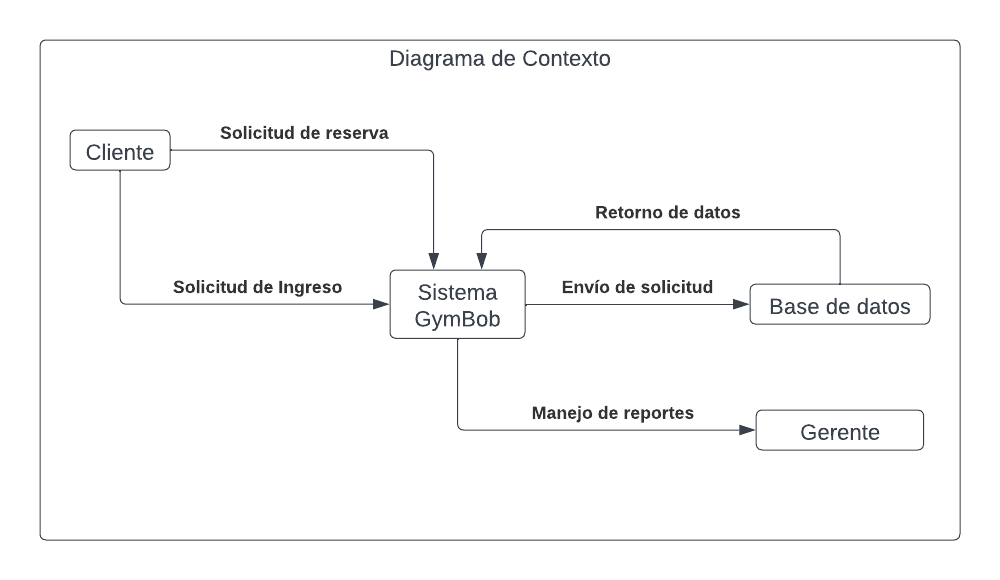 Diagrama de Contexto
Solicitud de reserva
Cliente
Retorno de datos
Solicitud de Ingreso
Sistema
GymBob
Envío de solicitud
Base de datos
Manejo de reportes
Gerente